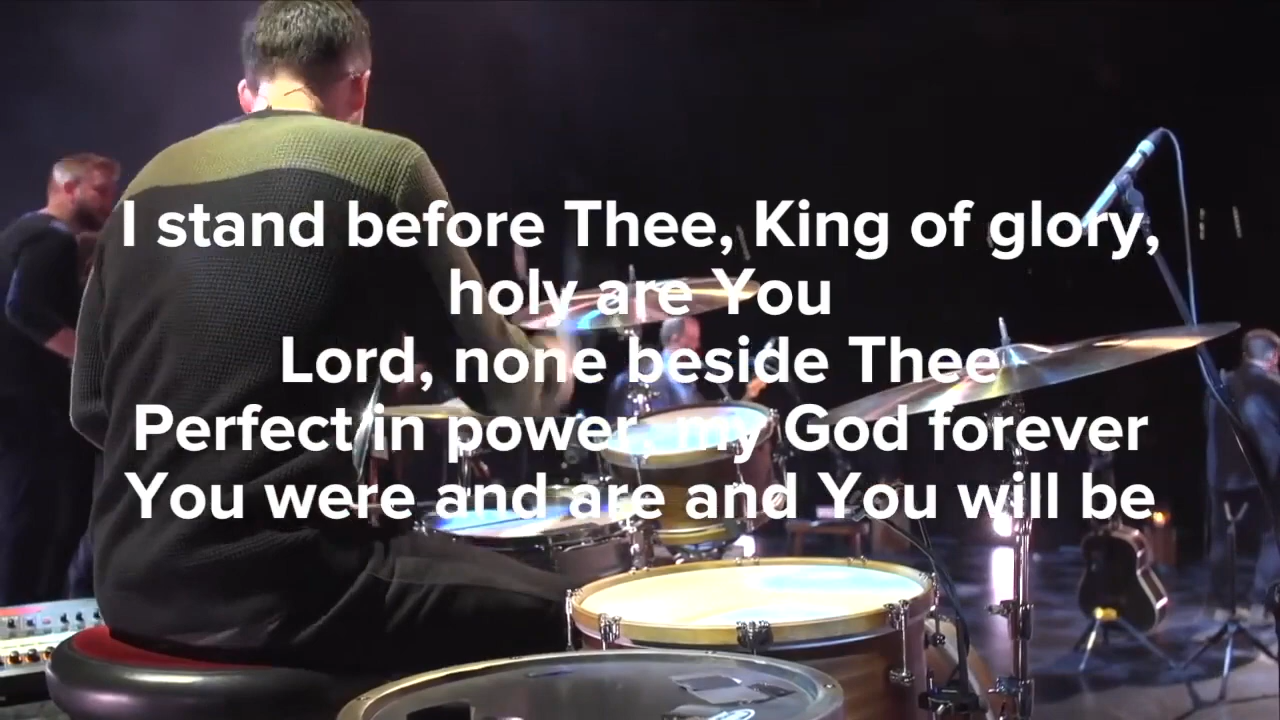 I stand before Thee, King of glory,
holy are You
Lord, none beside Thee
Perfect in power, my God forever
You were and are and You will be